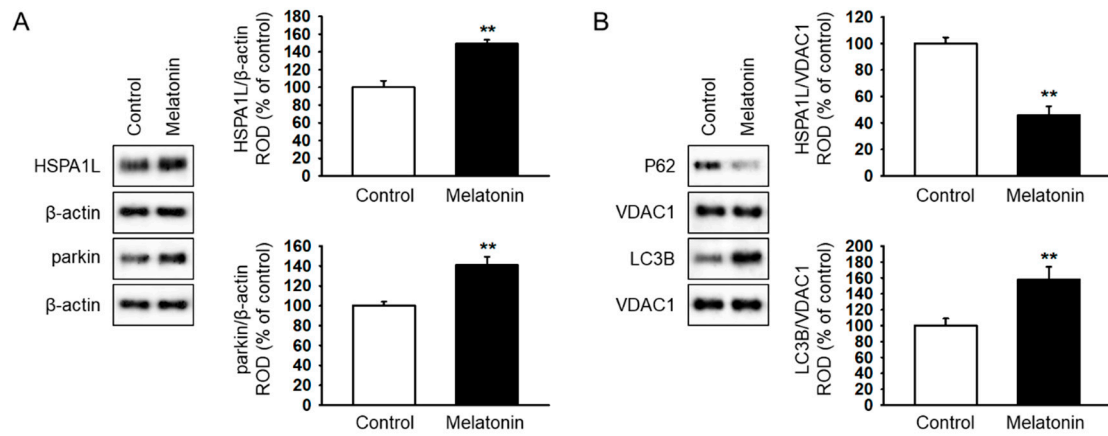 A
Control
Melatonin
HSPA1L
β-actin
parkin
β-actin
HSPA1L/β-actin
ROD (% of control)
180
160
140
120
100
80
60
40
20
0
**
Control
Melatonin
parkin/β-actin
ROD (% of control)
160
140
120
100
80
60
40
20
0
**
Control
Melatonin
B
Control
Melatonin
P62
VDAC1
LC3B
VDAC1
HSPA1L/VDAC1
ROD (% of control)
120
100
80
60
40
20
0
**
Control
Melatonin
LC3B/VDAC1
ROD (% of control)
200
180
160
140
120
100
80
60
40
20
0
**
Control
Melatonin